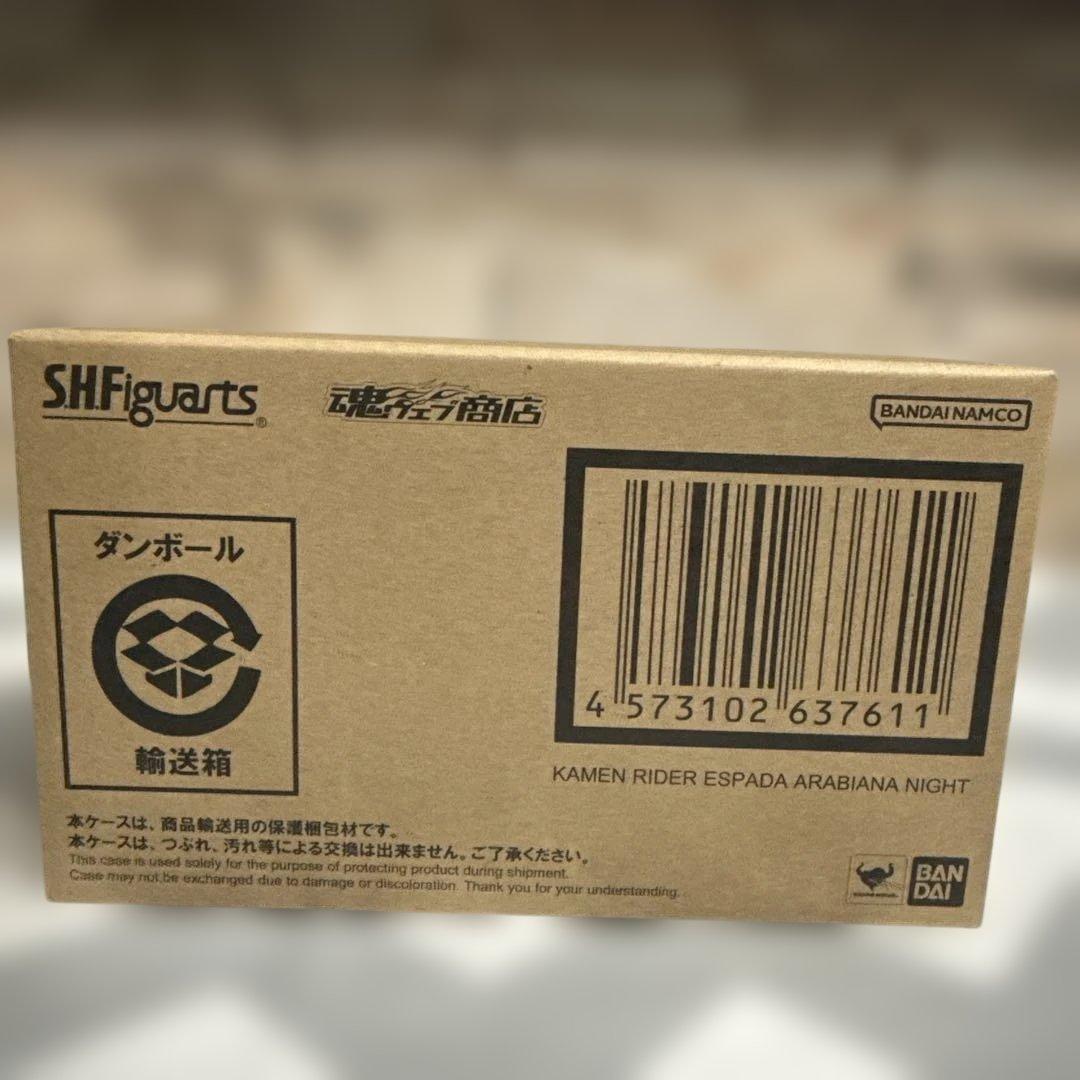 S.H.Figuarts®
魂ウェブ商店
BANDAI NAMCO
ダンボール
輸送箱
4 573102 637611
KAMEN RIDER ESPADA ARABIANA NIGHT
本ケースは、商品輸送用の保護梱包材です。
本ケースは、つぶれ、汚れ等による交換は出来ません。ご了承ください。
This case is used solely for the purpose of protecting product during shipment.
Case may not be exchanged due to damage or discoloration. Thank you for your understanding.
BAN
DAI